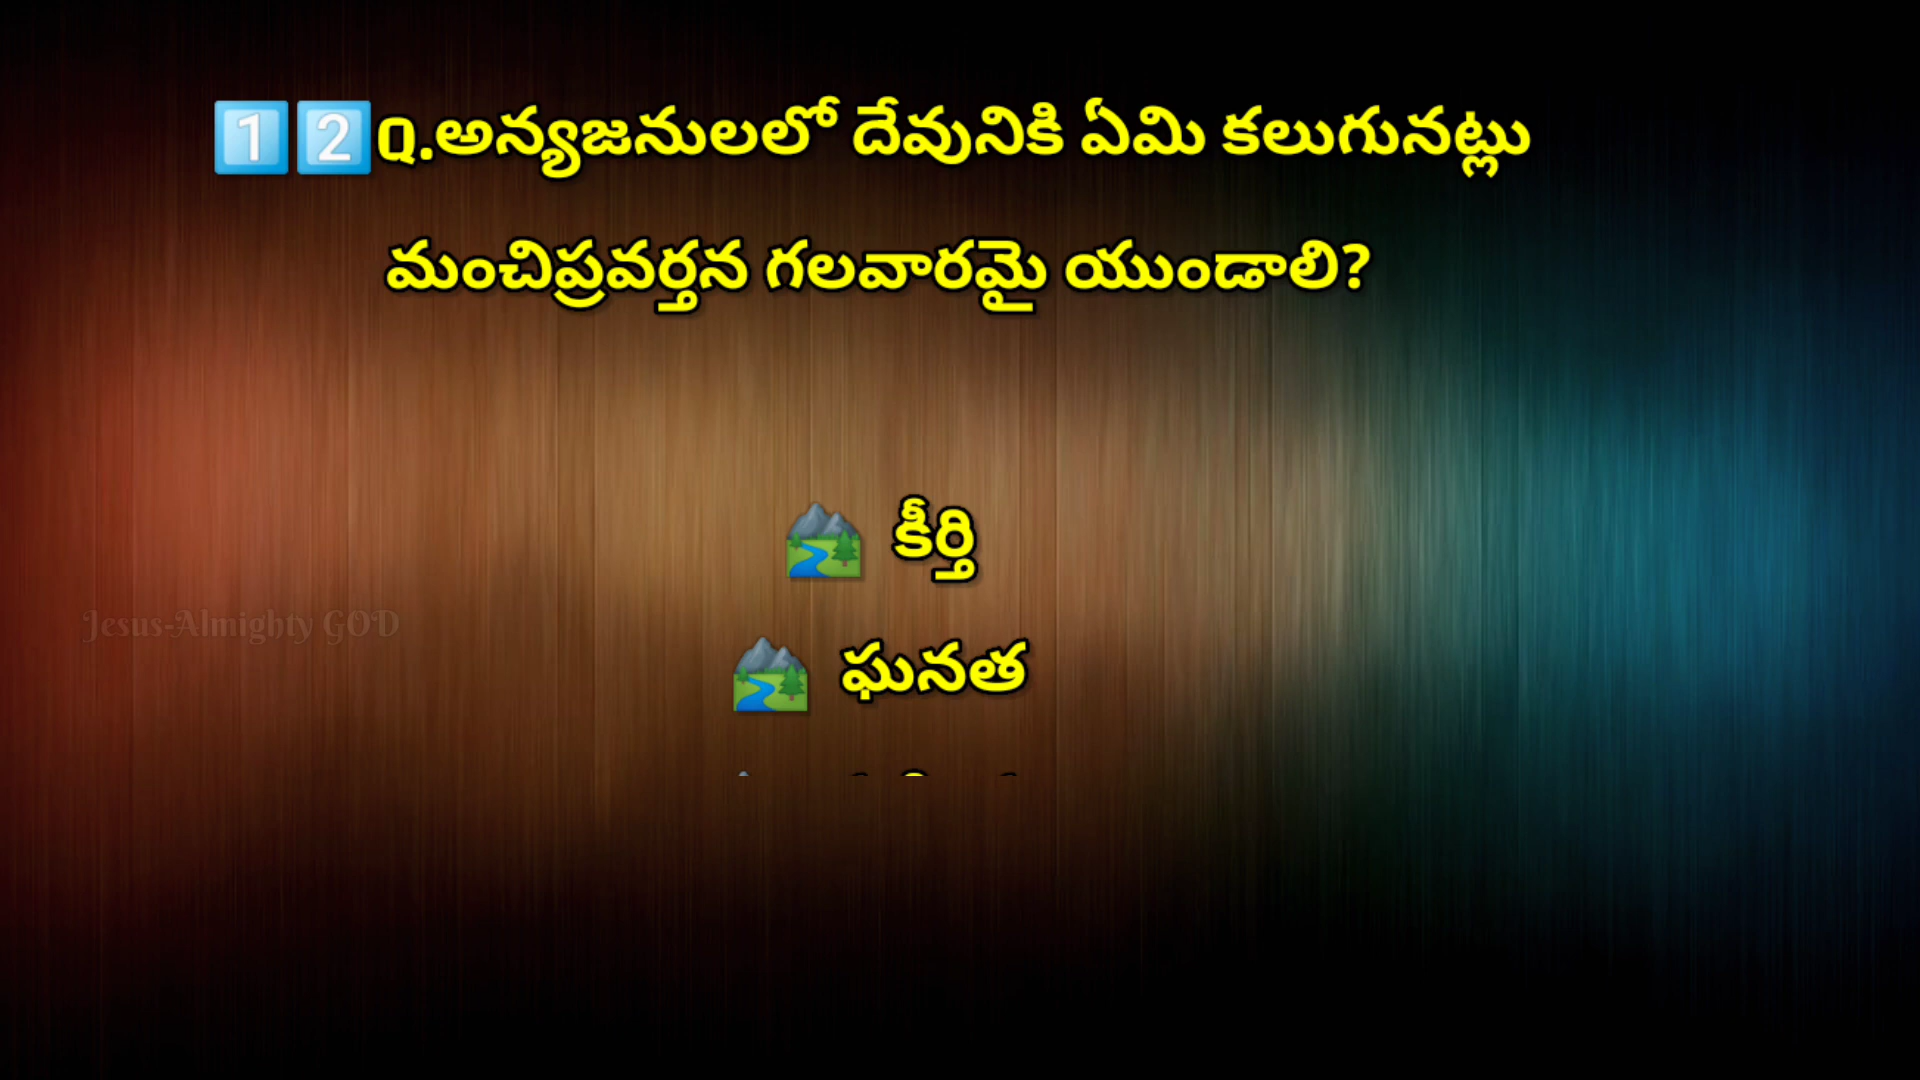 1️⃣2️⃣Q.అన్యజనులలో దేవునికి ఏమి కలుగునట్లు
మంచిప్రవర్తన గలవారమై యుండాలి?
🏞️ కీర్తి
Jesus-Almighty GOD
🏞️ ఘనత